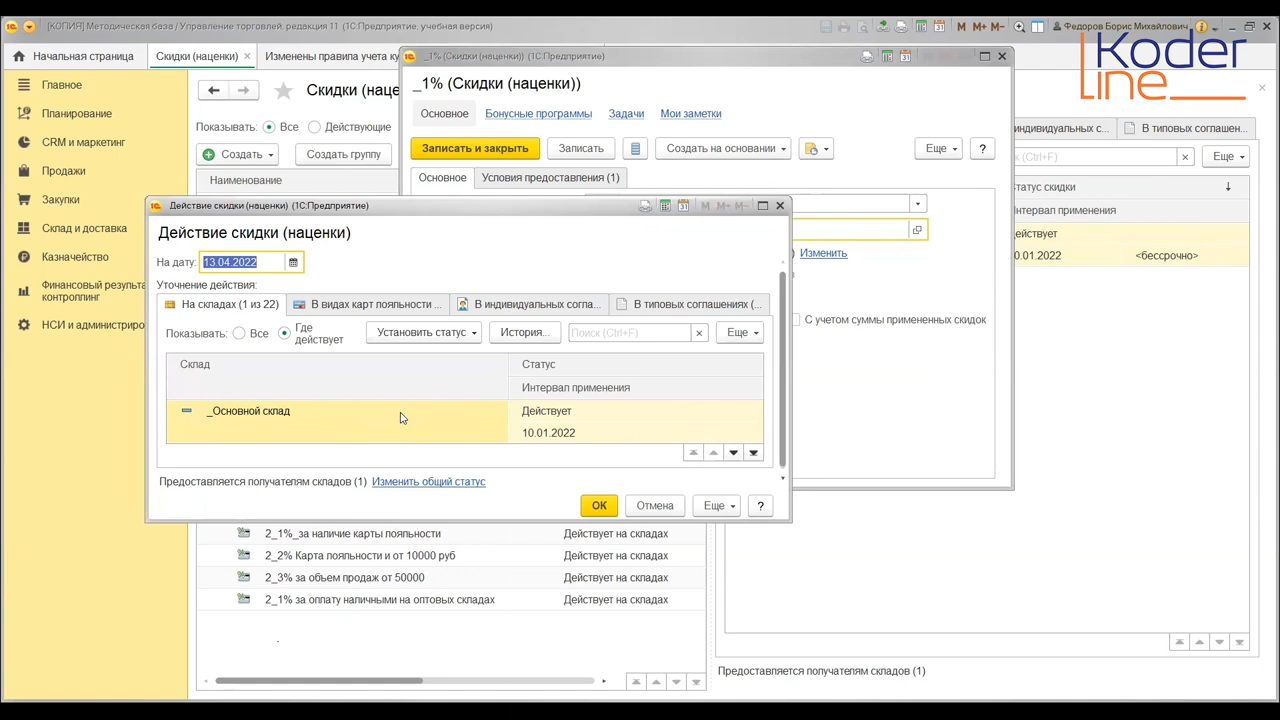 [КОПИЯ] Методическая база / Управление торговлей, редакция 11 (1С:Предприятие, учебная версия)
M M+ M-
Федоров Борис Михайлович
Koder line
Начальная страница
Скидки (наценки) ×
Изменены правила учета ку
_1% (Скидки (наценки)) (1С:Предприятие)
Главное
Планирование
CRM и маркетинг
Продажи
Закупки
Склад и доставка
Казначейство
Финансовый результа
контроллинг
НСИ и администриро
Скидки (наце
Показывать: Все Действующие
Создать
Создать группу
Наименование
_1% (Скидки (наценки))
Основное
Бонусные программы
Задачи
Мои заметки
Записать и закрыть
Записать
Создать на основании
Еще
?
Основное
Условия предоставления (1)
Изменить
С учетом суммы примененных скидок
индивидуальных с...
В типовых соглашен...
(Ctrl+F) ×
Еще
Статус скидки
Интервал применения
Действует
0.01.2022 <бессрочно>
Предоставляется получателям складов (1)
Действие скидки (наценки) (1С:Предприятие)
M M+ M-
Действие скидки (наценки)
На дату: 13.04.2022
Уточнение действия:
На складах (1 из 22)
В видах карт лояльности ...
В индивидуальных согла...
В типовых соглашениях (...
Показывать: Все Где
действует
Установить статус
История...
Поиск (Ctrl+F) ×
Еще
Склад
Статус
Интервал применения
_Основной склад
Действует
10.01.2022
Предоставляется получателям складов (1) Изменить общий статус
ОК
Отмена
Еще
?
2_1%_за наличие карты лояльности Действует на складах
2_2% Карта лояльности и от 10000 руб Действует на складах
2_3% за объем продаж от 50000 Действует на складах
2_1% за оплату наличными на оптовых складах Действует на складах